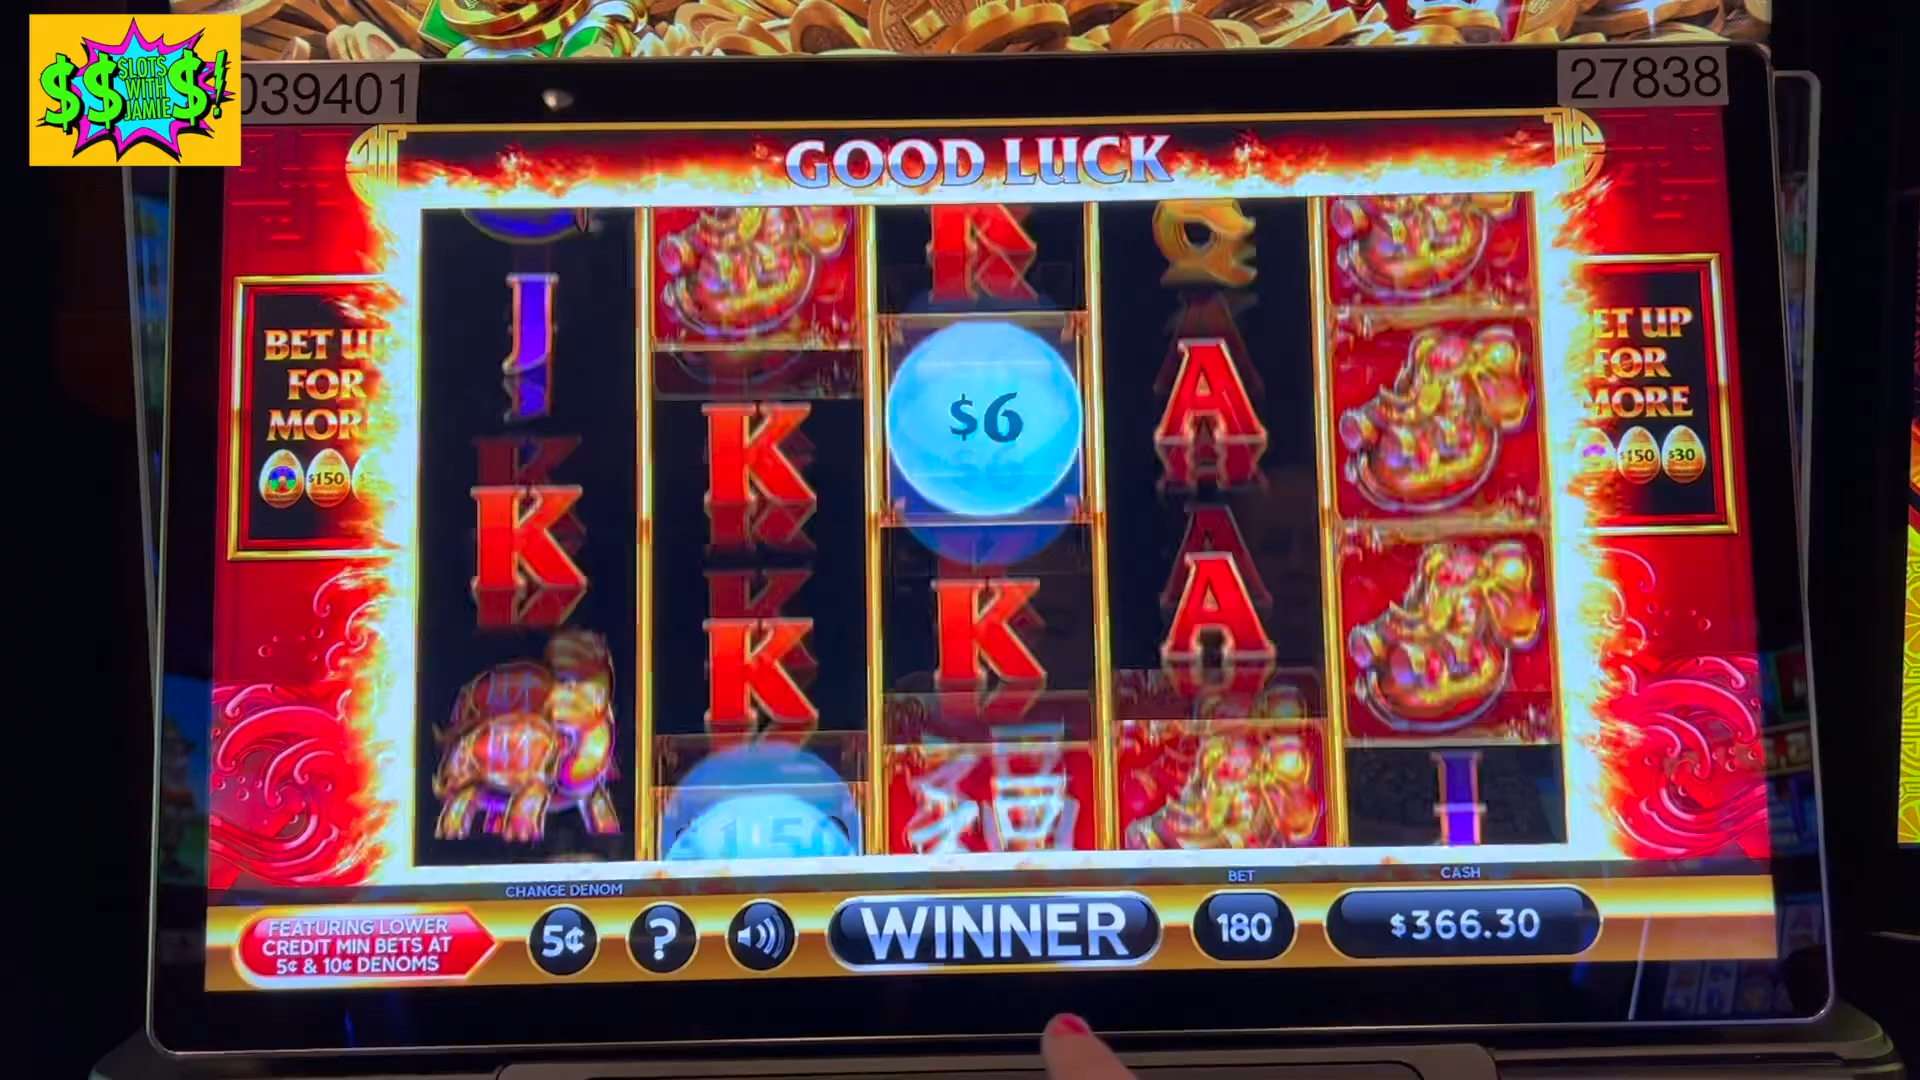 $$ SLOTS WITH JAMIE $!
039401
27838
GOOD LUCK
BET UP
FOR
MORE
$150
ET UP
FOR
MORE
$150 $30
J
K
K
K
K
$6
K
Q
A
A
福
J
CHANGE DENOM
BET
CASH
FEATURING LOWER
CREDIT MIN BETS AT
5¢ & 10¢ DENOMS
5¢
?
WINNER
180
$366.30